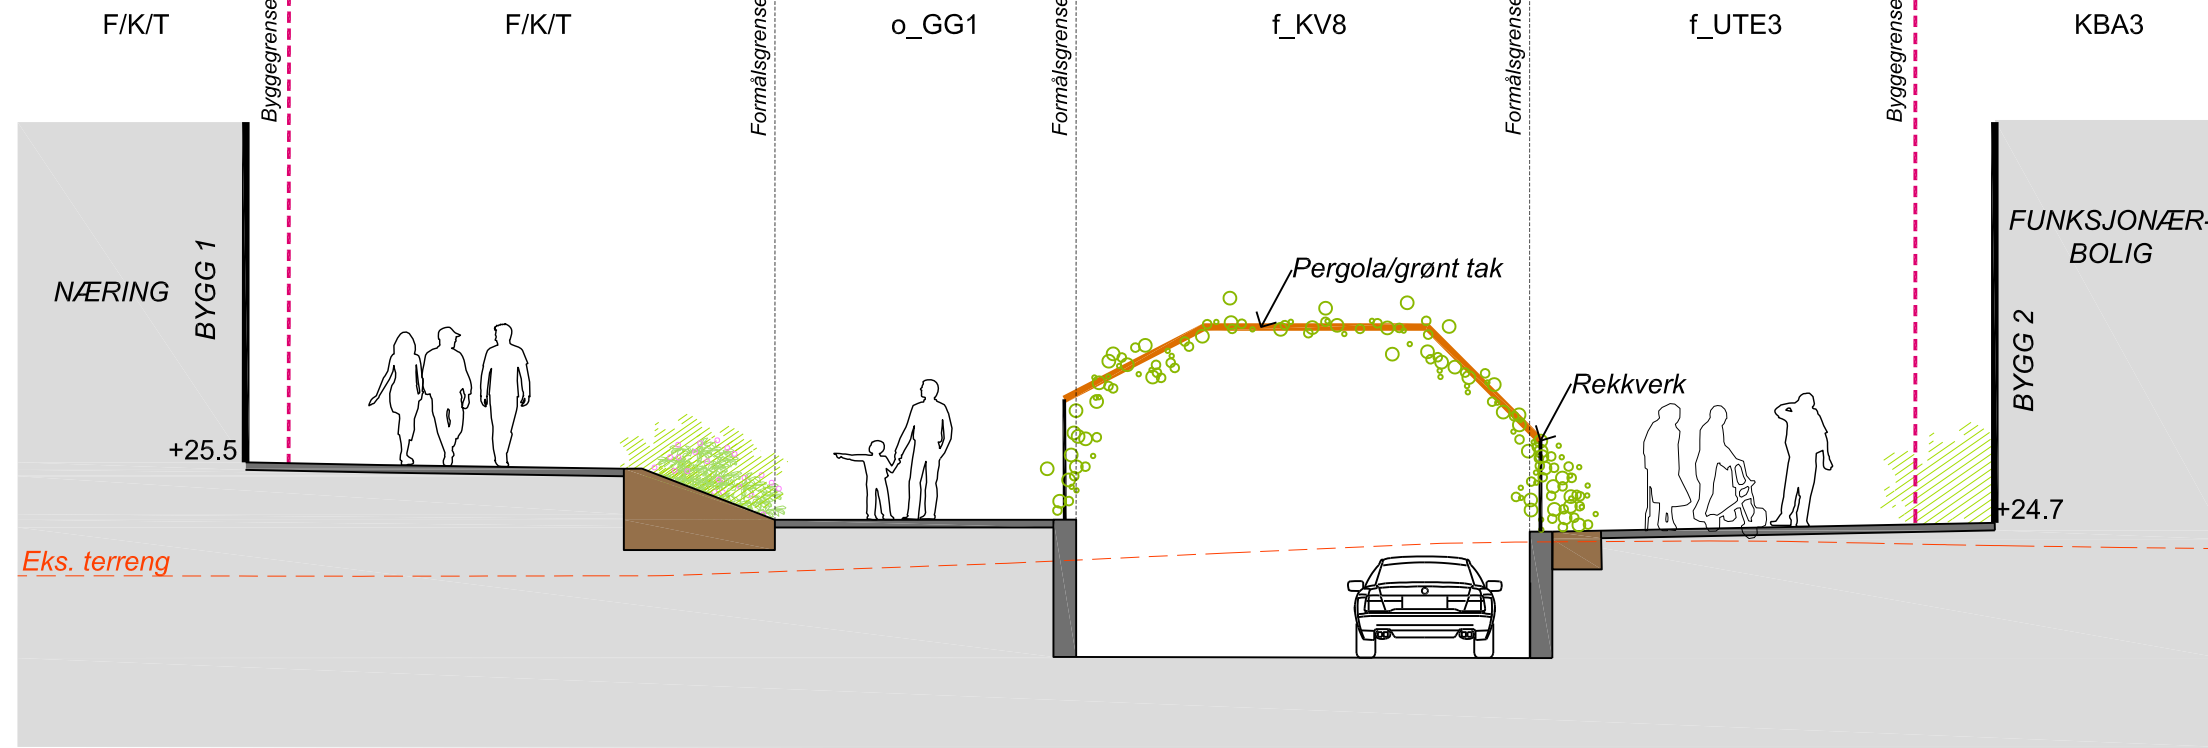 F/K/T
F/K/T
o_GG1
f_KV8
f_UTE3
KBA3
Byggegrense
Formålsgrense
Formålsgrense
Formålsgrense
Byggegrense
NÆRING
BYGG 1
+25.5
Eks. terreng
Pergola/grønt tak
Rekkverk
FUNKSJONÆR-
BOLIG
BYGG 2
+24.7